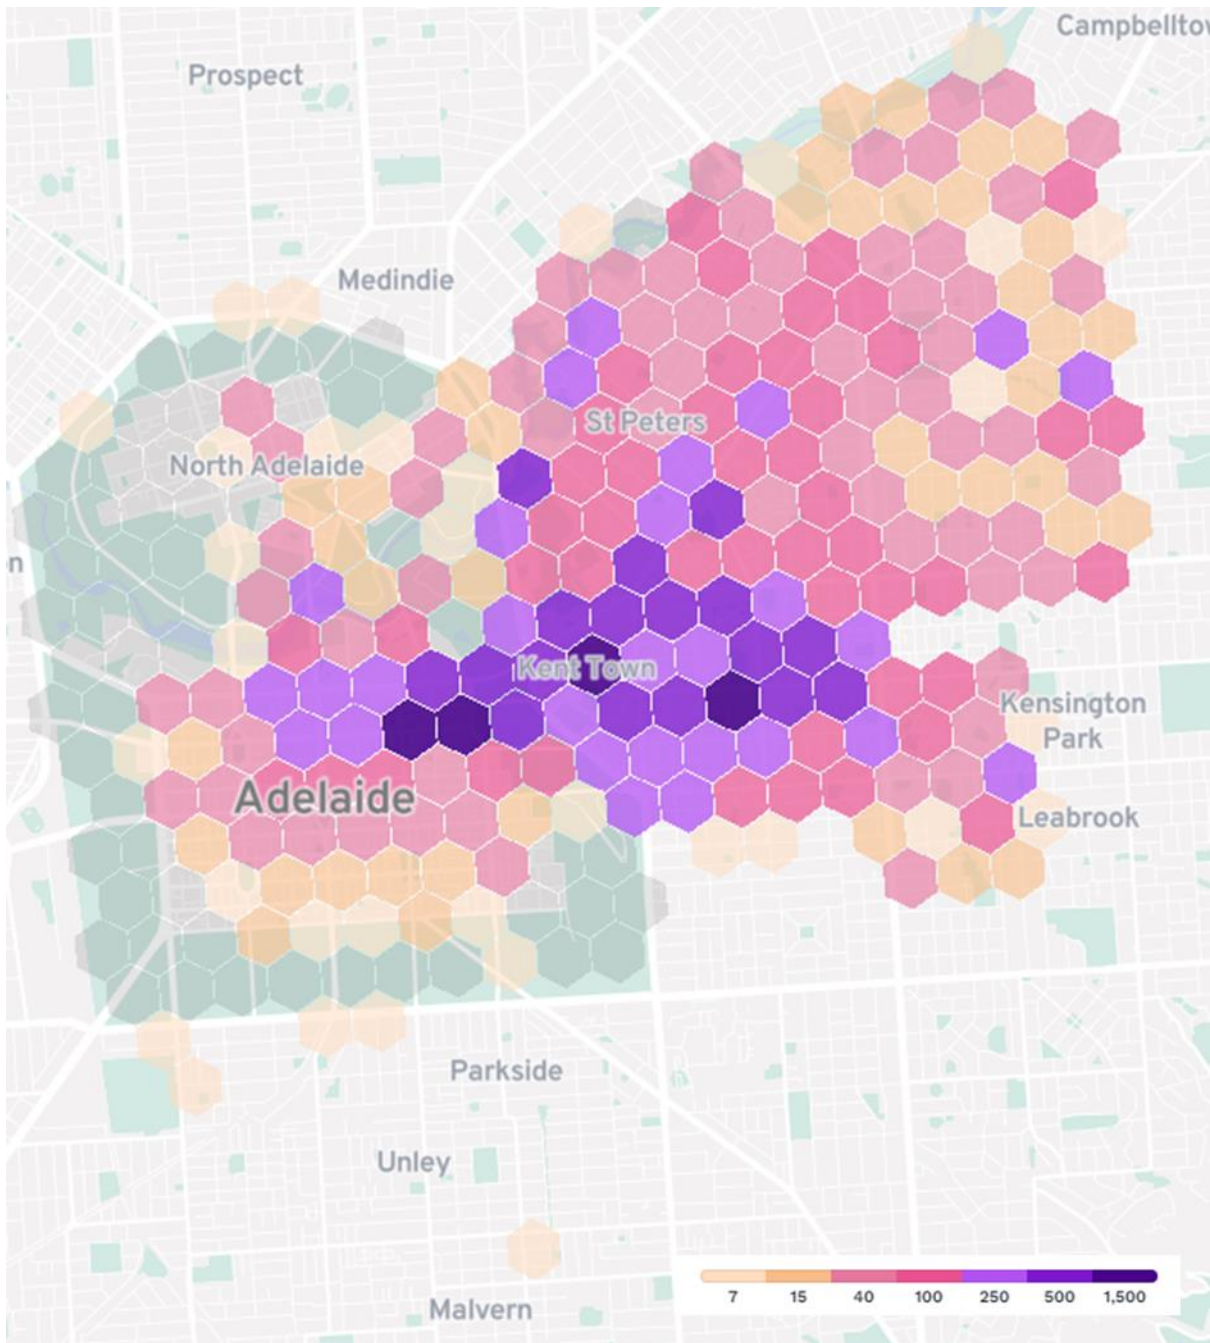 Campbelltow
Prospect
Medindie
St Peters
North Adelaide
n
Kent Town
Kensington
Park
Adelaide
Leabrook
Parkside
Unley
Malvern
7 15 40 100 250 500 1,500